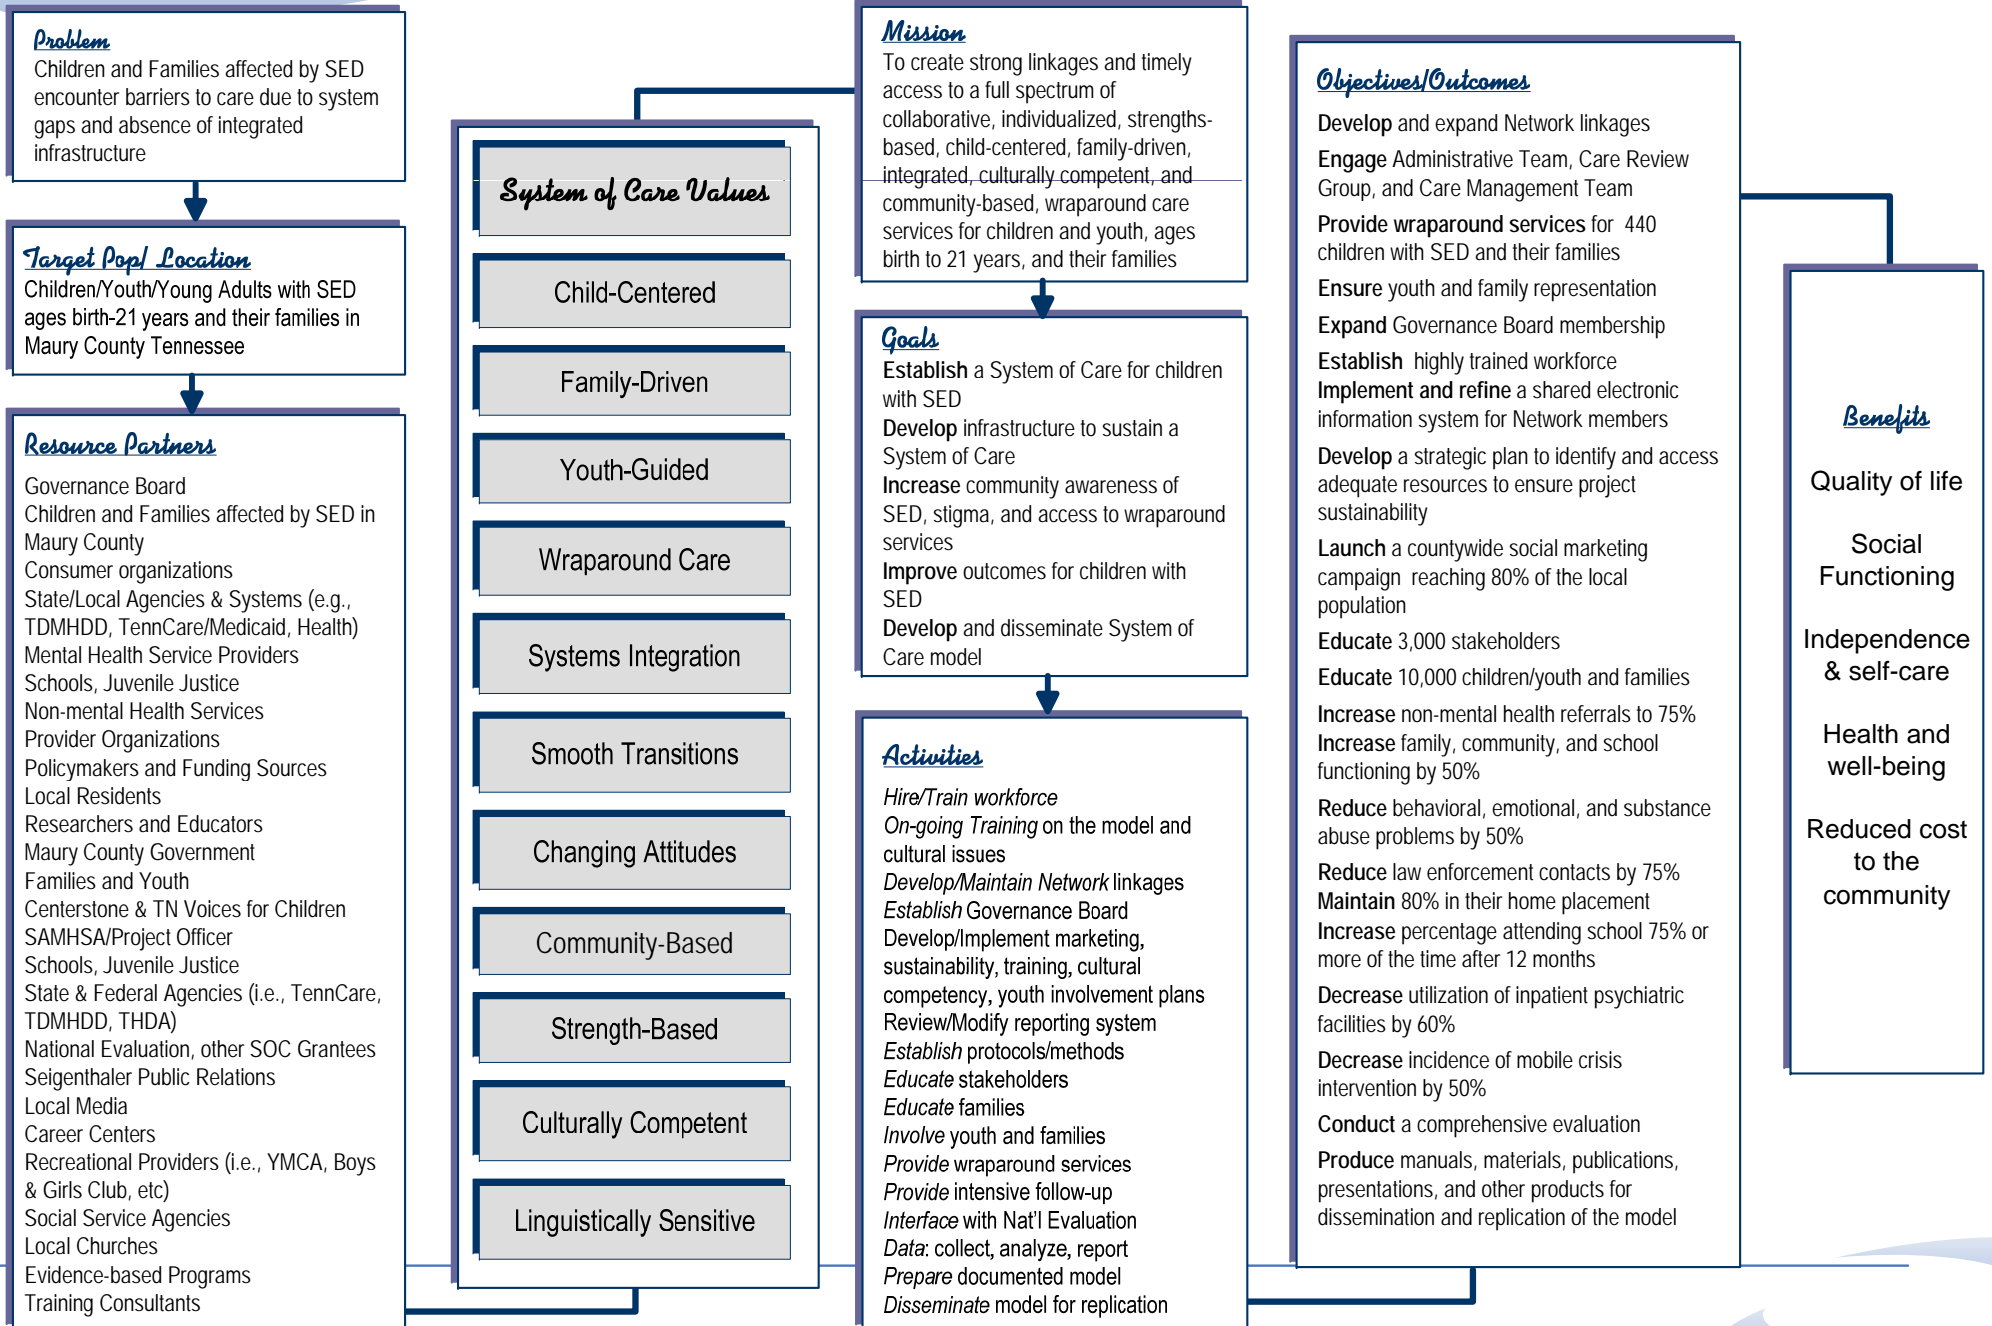 Problem
Children and Families affected by SED
encounter barriers to care due to system
gaps and absence of integrated
infrastructure
Target Pop/ Location
Children/Youth/Young Adults with SED
ages birth-21 years and their families in
Maury County Tennessee
Resource Partners
Governance Board
Children and Families affected by SED in
Maury County
Consumer organizations
State/Local Agencies & Systems (e.g.,
TDMHDD, TennCare/Medicaid, Health)
Mental Health Service Providers
Schools, Juvenile Justice
Non-mental Health Services
Provider Organizations
Policymakers and Funding Sources
Local Residents
Researchers and Educators
Maury County Government
Families and Youth
Centerstone & TN Voices for Children
SAMHSA/Project Officer
Schools, Juvenile Justice
State & Federal Agencies (i.e., TennCare,
TDMHDD, THDA)
National Evaluation, other SOC Grantees
Seigenthaler Public Relations
Local Media
Career Centers
Recreational Providers (i.e., YMCA, Boys
& Girls Club, etc)
Social Service Agencies
Local Churches
Evidence-based Programs
Training Consultants
System of Care Values
Child-Centered
Family-Driven
Youth-Guided
Wraparound Care
Systems Integration
Smooth Transitions
Changing Attitudes
Community-Based
Strength-Based
Culturally Competent
Linguistically Sensitive
Mission
To create strong linkages and timely
access to a full spectrum of
collaborative, individualized, strengths-
based, child-centered, family-driven,
integrated, culturally competent, and
community-based, wraparound care
services for children and youth, ages
birth to 21 years, and their families
Goals
Establish a System of Care for children
with SED
Develop infrastructure to sustain a
System of Care
Increase community awareness of
SED, stigma, and access to wraparound
services
Improve outcomes for children with
SED
Develop and disseminate System of
Care model
Activities
Hire/Train workforce
On-going Training on the model and
cultural issues
Develop/Maintain Network linkages
Establish Governance Board
Develop/Implement marketing,
sustainability, training, cultural
competency, youth involvement plans
Review/Modify reporting system
Establish protocols/methods
Educate stakeholders
Educate families
Involve youth and families
Provide wraparound services
Provide intensive follow-up
Interface with Nat'l Evaluation
Data: collect, analyze, report
Prepare documented model
Disseminate model for replication
Objectives/Outcomes
Develop and expand Network linkages
Engage Administrative Team, Care Review
Group, and Care Management Team
Provide wraparound services for 440
children with SED and their families
Ensure youth and family representation
Expand Governance Board membership
Establish highly trained workforce
Implement and refine a shared electronic
information system for Network members
Develop a strategic plan to identify and access
adequate resources to ensure project
sustainability
Launch a countywide social marketing
campaign reaching 80% of the local
population
Educate 3,000 stakeholders
Educate 10,000 children/youth and families
Increase non-mental health referrals to 75%
Increase family, community, and school
functioning by 50%
Reduce behavioral, emotional, and substance
abuse problems by 50%
Reduce law enforcement contacts by 75%
Maintain 80% in their home placement
Increase percentage attending school 75% or
more of the time after 12 months
Decrease utilization of inpatient psychiatric
facilities by 60%
Decrease incidence of mobile crisis
intervention by 50%
Conduct a comprehensive evaluation
Produce manuals, materials, publications,
presentations, and other products for
dissemination and replication of the model
Benefits
Quality of life
Social
Functioning
Independence
& self-care
Health and
well-being
Reduced cost
to the
community